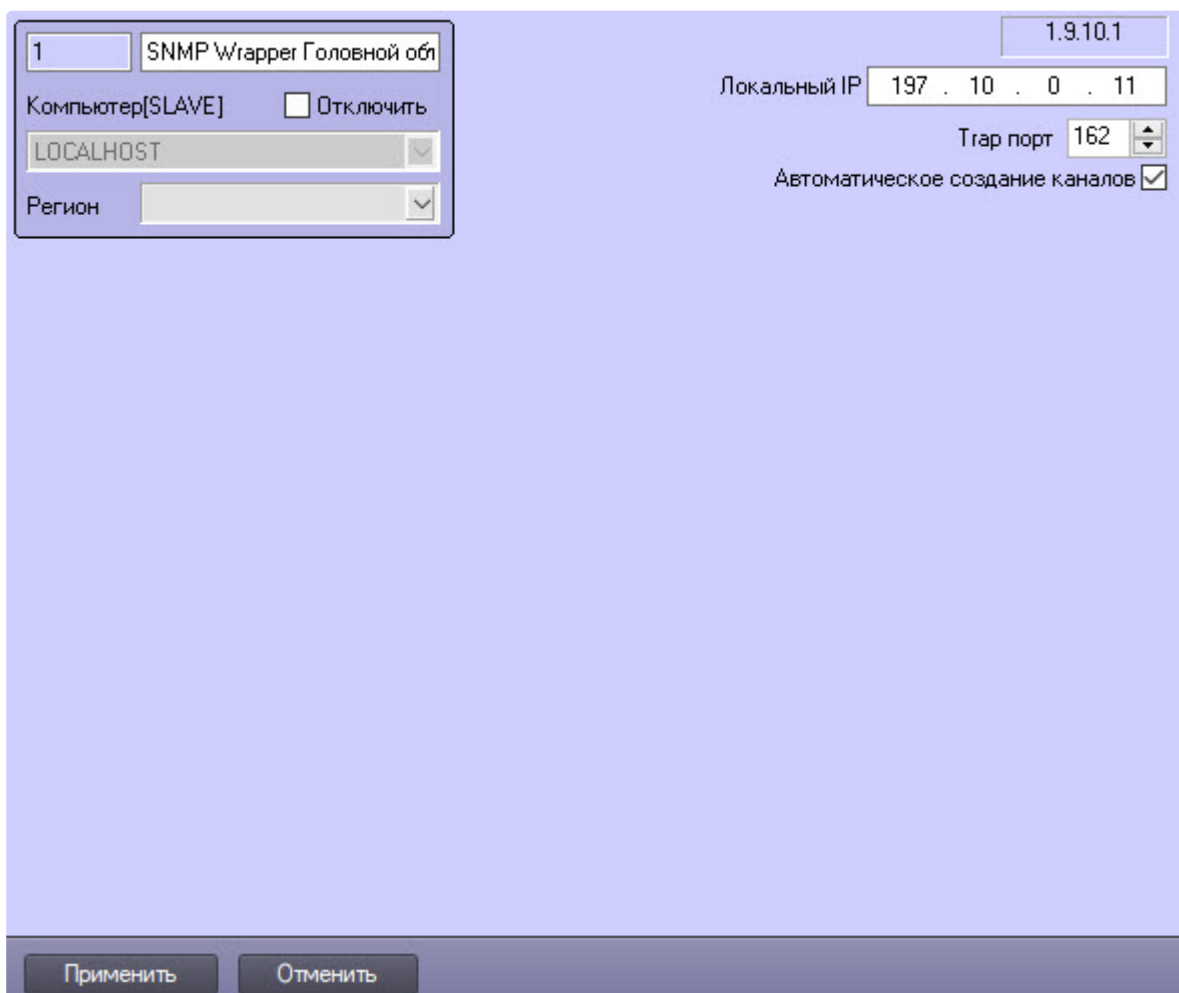 1 SNMP Wrapper Головной
1.9.10.1
Локальный IP 197 . 10 . 0 . 11
Компьютер[SLAVE] Отключить
Trap порт 162
LOCALHOST
Автоматическое создание каналов
Регион
Применить Отменить